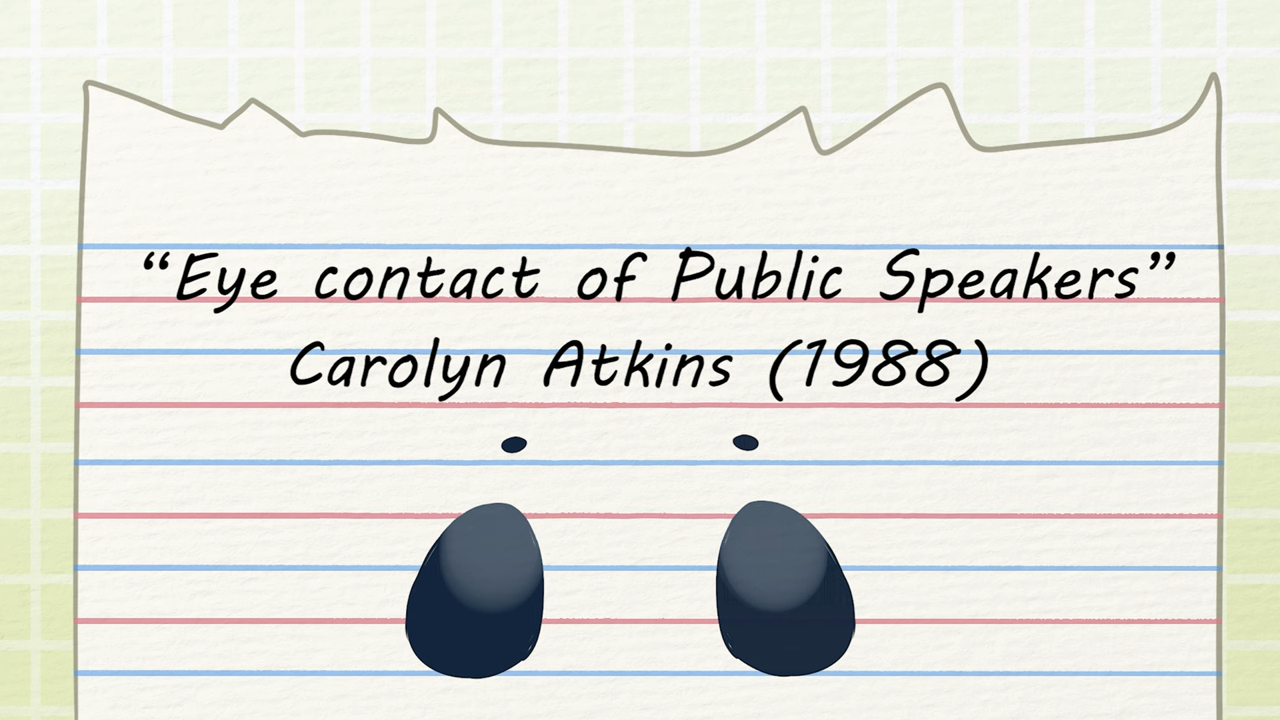 “Eye contact of Public Speakers”
Carolyn Atkins (1988)